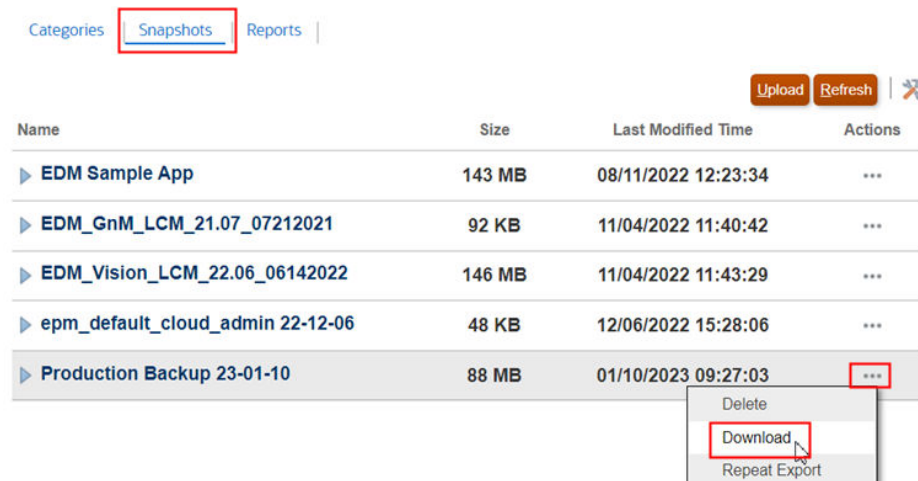 Categories Snapshots Reports
Upload Refresh
Name Size Last Modified Time Actions
EDM Sample App 143 MB 08/11/2022 12:23:34
EDM_GnM_LCM_21.07_07212021 92 KB 11/04/2022 11:40:42
EDM_Vision_LCM_22.06_06142022 146 MB 11/04/2022 11:43:29
epm_default_cloud_admin 22-12-06 48 KB 12/06/2022 15:28:06
Production Backup 23-01-10 88 MB 01/10/2023 09:27:03
Delete
Download
Repeat Export